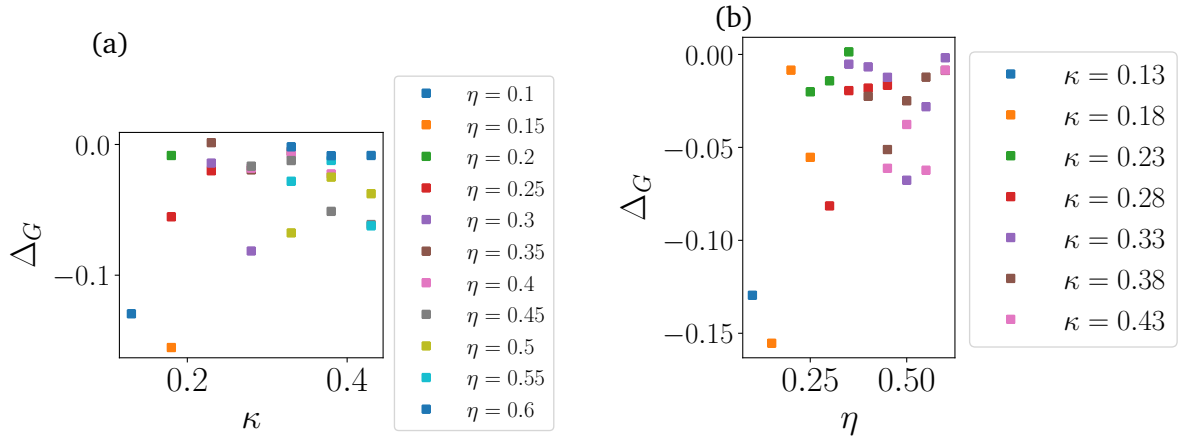 (a)
0.0
−0.1
Δ_G
0.2
0.4
κ
η = 0.1
η = 0.15
η = 0.2
η = 0.25
η = 0.3
η = 0.35
η = 0.4
η = 0.45
η = 0.5
η = 0.55
η = 0.6
(b)
0.00
−0.05
−0.10
−0.15
Δ_G
0.25
0.50
η
κ = 0.13
κ = 0.18
κ = 0.23
κ = 0.28
κ = 0.33
κ = 0.38
κ = 0.43